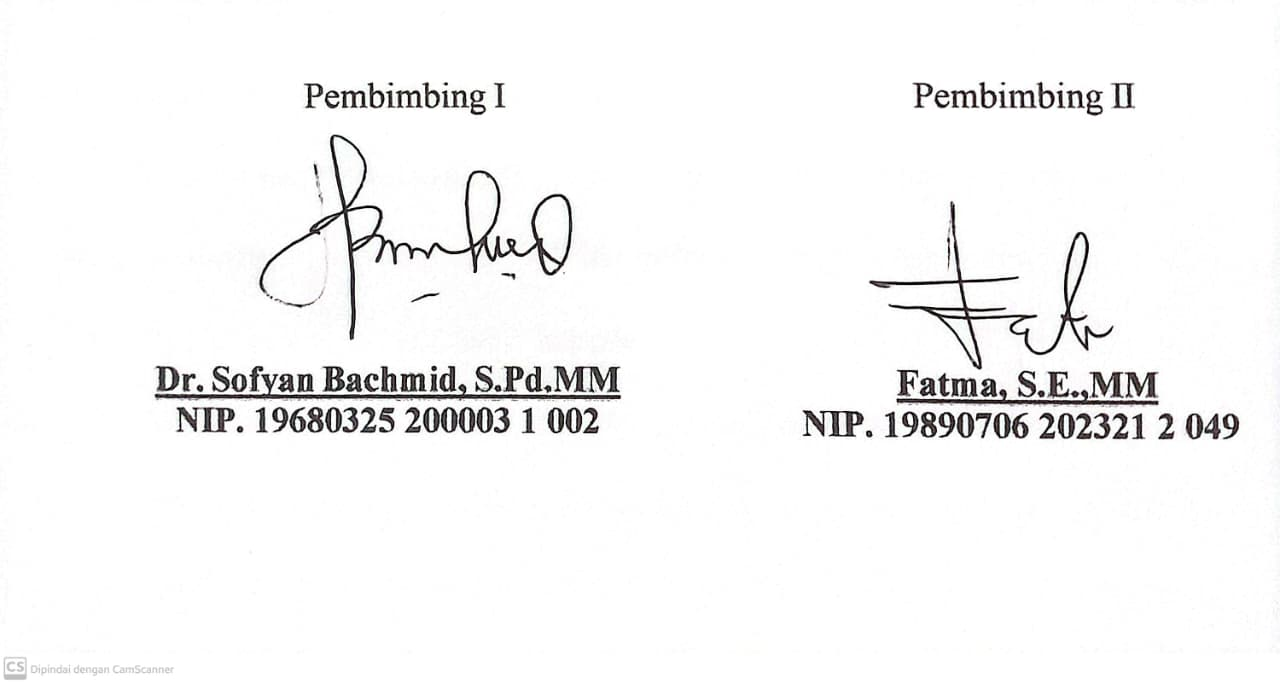 Pembimbing I
Pembimbing II
Dr. Sofyan Bachmid, S.Pd,MM
NIP. 19680325 200003 1 002
Fatma, S.E.,MM
NIP. 19890706 202321 2 049
CS Dipindai dengan CamScanner